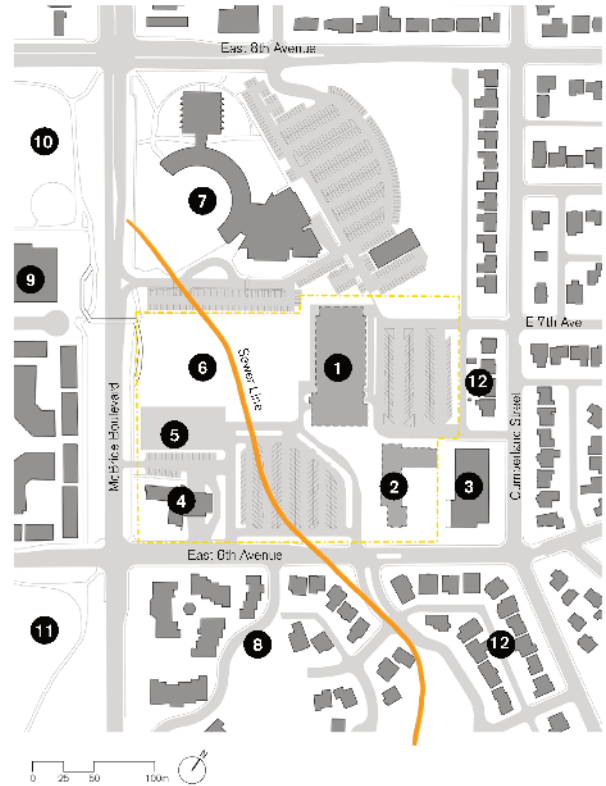 East 8th Avenue
10
7
9
E 7th Ave
Sewer Line
6
1
12
McBride Boulevard
5
Cumberland Street
4
2
3
East 6th Avenue
11
8
12
N
0 25 50 100m